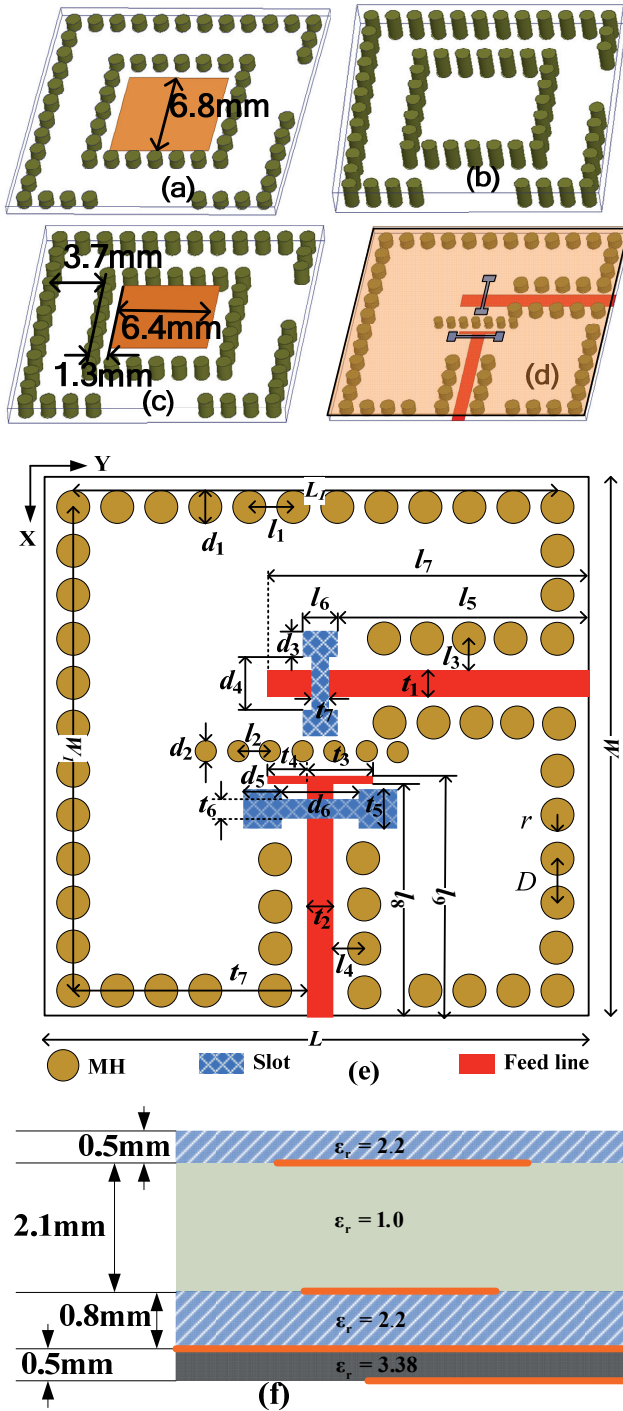 6.8mm
(a)
(b)
3.7mm
6.4mm
1.3mm
(c)
(d)
Y
X
L1
d1
l1
l7
l6
l5
d3
l3
d4
t1
t7
W1
W
d2
l2
t4
t3
d5
t6
d6
t5
r
D
l8
l9
t2
l4
t7
L
MH
Slot
Feed line
(e)
0.5mm
εr = 2.2
2.1mm
εr = 1.0
0.8mm
εr = 2.2
0.5mm
εr = 3.38
(f)